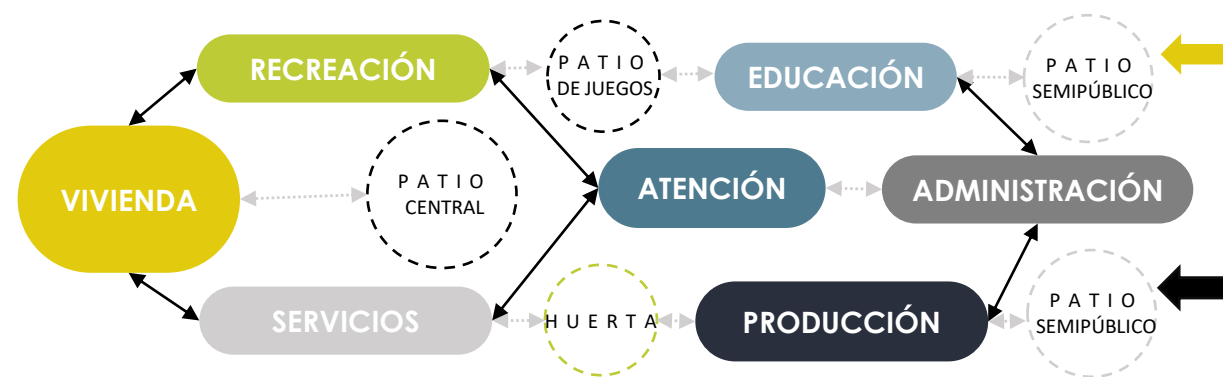 RECREACIÓN
P A T I O
DE JUEGOS
EDUCACIÓN
P A T I O
SEMIPÚBLICO
VIVIENDA
P A T I O
CENTRAL
ATENCIÓN
ADMINISTRACIÓN
SERVICIOS
H U E R T A
PRODUCCIÓN
P A T I O
SEMIPÚBLICO